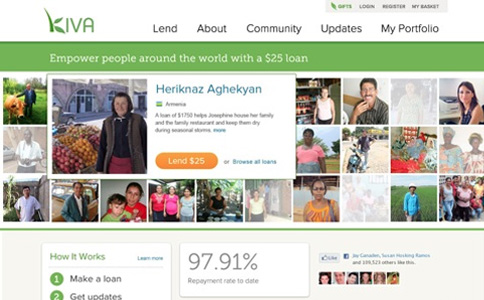 GIFTS LOGIN REGISTER MY BASKET
KIVA Lend About Community Updates My Portfolio
Empower people around the world with a $25 loan
Heriknaz Aghekyan
Armenia
A loan of $1750 helps Josephine house her family
and the family restaurant and keep them dry
during seasonal storms. more
Lend $25 or Browse all loans
How It Works Learn more
1 Make a loan
2 Get updates
97.91%
Repayment rate to date
Like Jay Canaden, Susan Hosking Ramos
and 199,523 others like this.